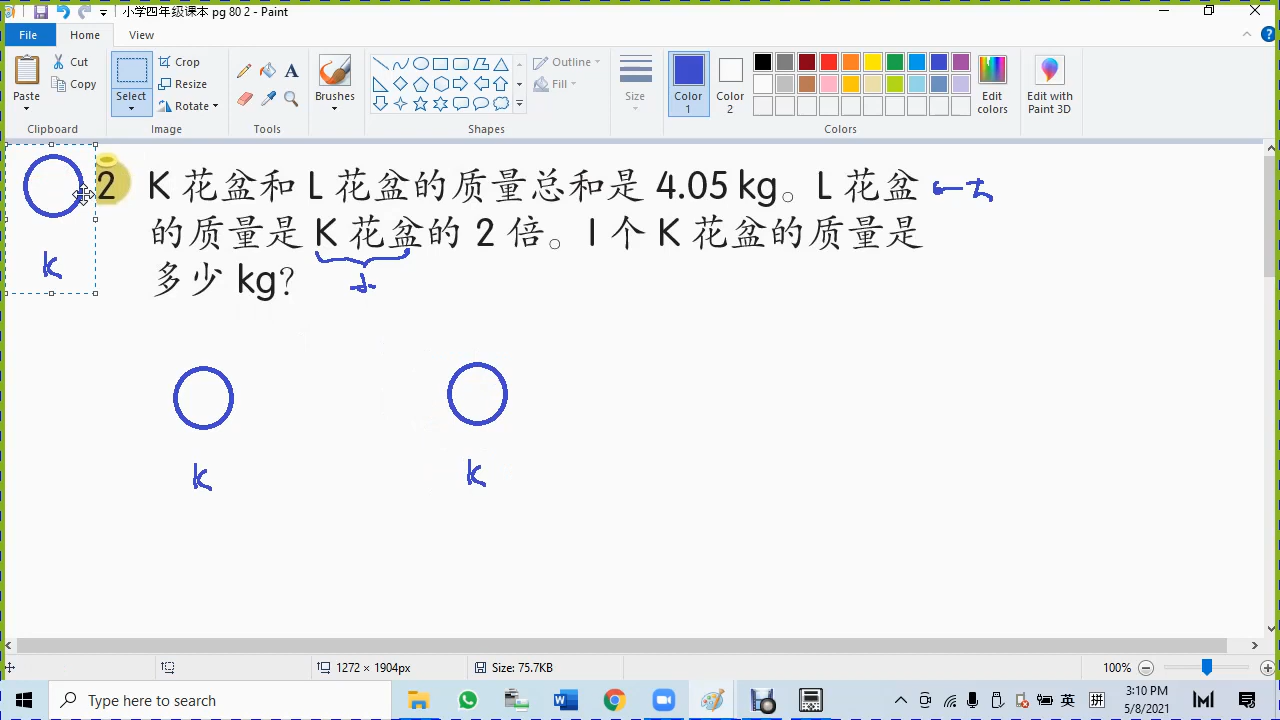 小学四年级课本 pg 80 2 - Paint
File Home View
Paste
Cut
Copy
Clipboard
Select
Crop
Resize
Rotate
Image
Tools
Brushes
Shapes
Outline
Fill
Size
Color 1
Color 2
Colors
Edit colors
Edit with Paint 3D
2 K 花盆和 L 花盆的质量总和是 4.05 kg。L 花盆
的质量是 K 花盆的 2 倍。1 个 K 花盆的质量是
多少 kg?
K
K K
1272 × 1904px Size: 75.7KB 100%
Type here to search
英 拼
3:10 PM
5/8/2021